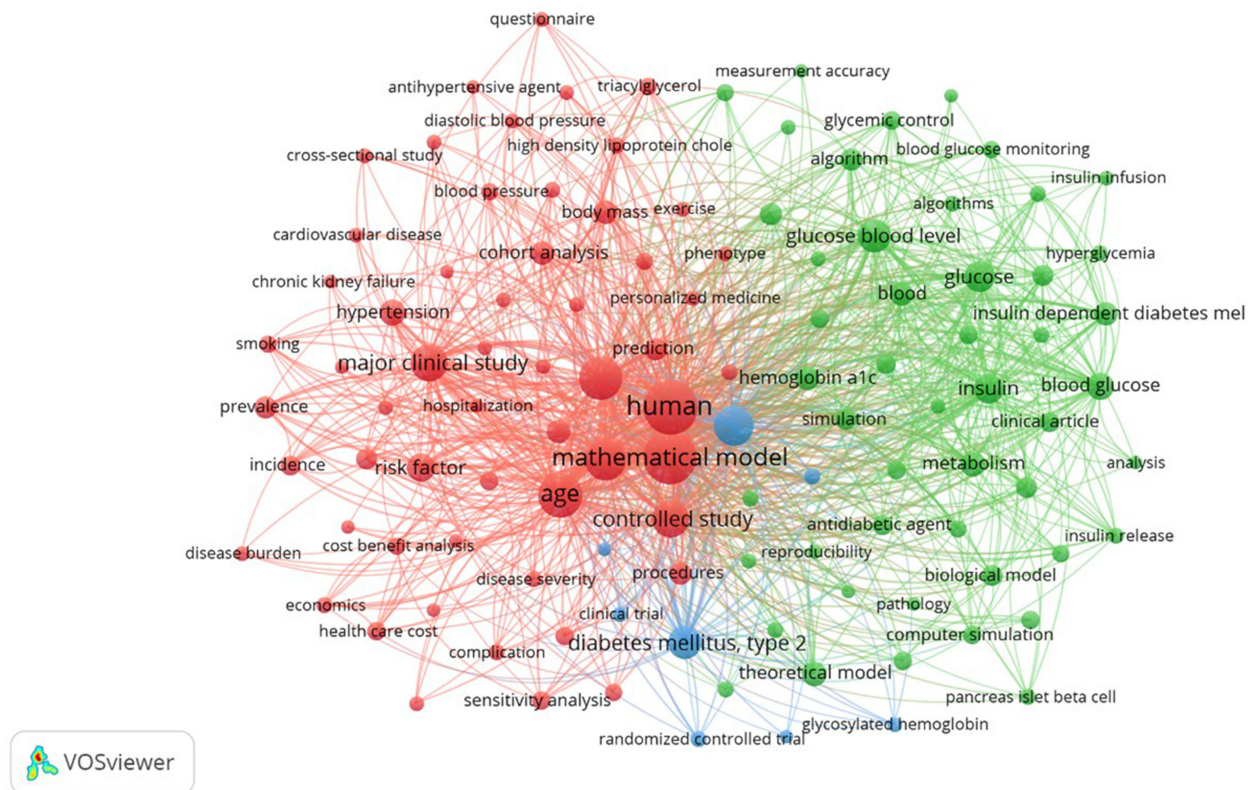 questionnaire
measurement accuracy
antihypertensive agent
triacylglycerol
diastolic blood pressure
glycemic control
high density lipoprotein chole
blood glucose monitoring
cross-sectional study
algorithm
insulin infusion
blood pressure
body mass
exercise
algorithms
cardiovascular disease
glucose blood level
cohort analysis
phenotype
hyperglycemia
chronic kidney failure
glucose
personalized medicine
blood
hypertension
insulin dependent diabetes mel
smoking
prediction
major clinical study
hemoglobin a1c
insulin
blood glucose
prevalence
hospitalization
human
simulation
clinical article
mathematical model
incidence
risk factor
metabolism
analysis
age
controlled study
antidiabetic agent
insulin release
disease burden
cost benefit analysis
reproducibility
disease severity
procedures
biological model
economics
clinical trial
pathology
health care cost
computer simulation
complication
diabetes mellitus, type 2
theoretical model
sensitivity analysis
pancreas islet beta cell
glycosylated hemoglobin
randomized controlled trial
VOSviewer